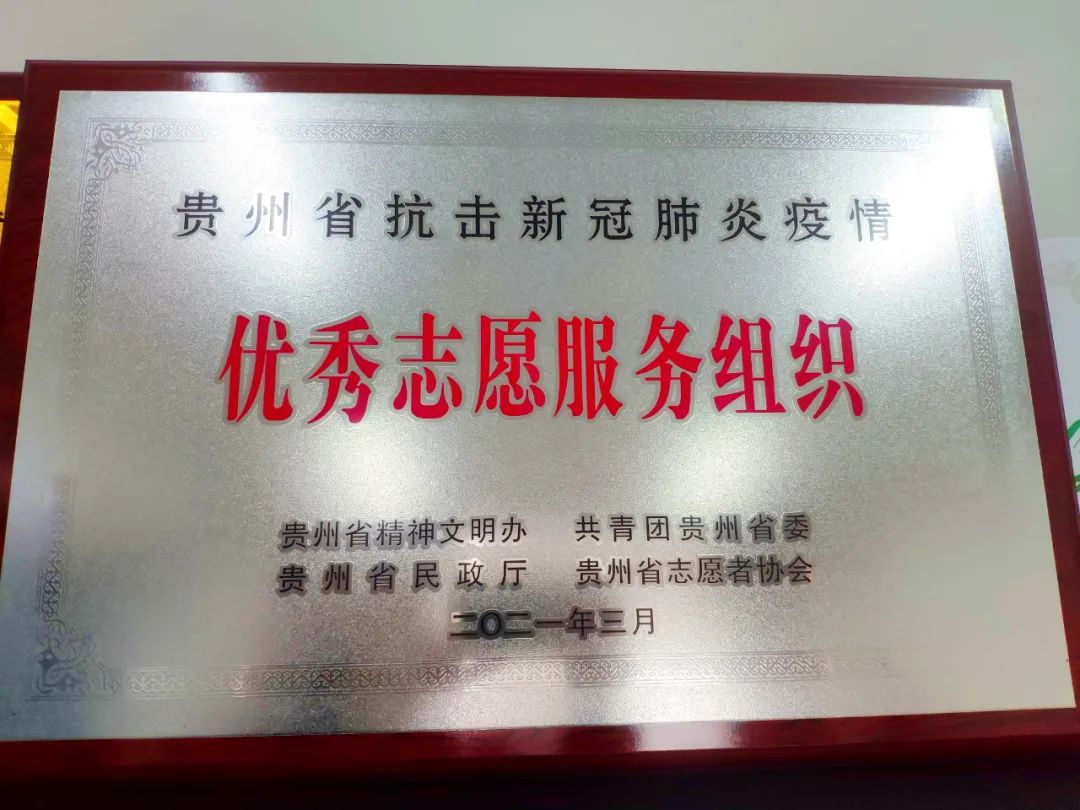 贵州省抗击新冠肺炎疫情
优秀志愿服务组织
贵州省精神文明办 共青团贵州省委
贵州省民政厅 贵州省志愿者协会
二〇二一年三月